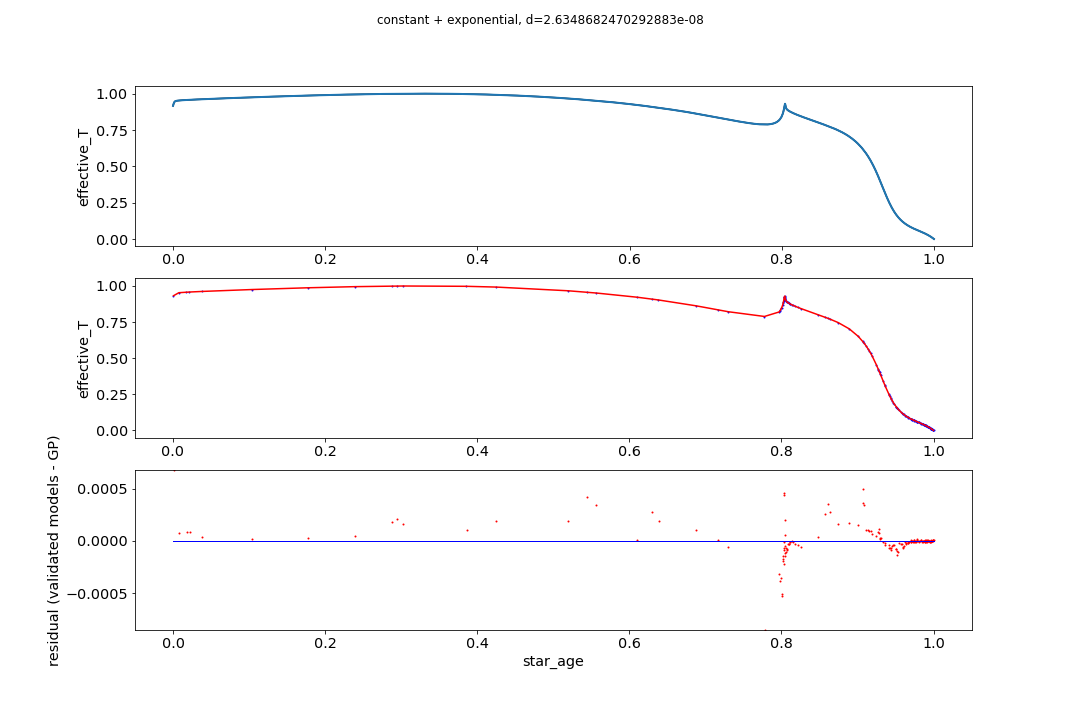 constant + exponential, d=2.6348682470292883e-08
effective_T
1.00
0.75
0.50
0.25
0.00
0.0 0.2 0.4 0.6 0.8 1.0
effective_T
1.00
0.75
0.50
0.25
0.00
0.0 0.2 0.4 0.6 0.8 1.0
residual (validated models - GP)
0.0005
0.0000
−0.0005
0.0 0.2 0.4 0.6 0.8 1.0
star_age